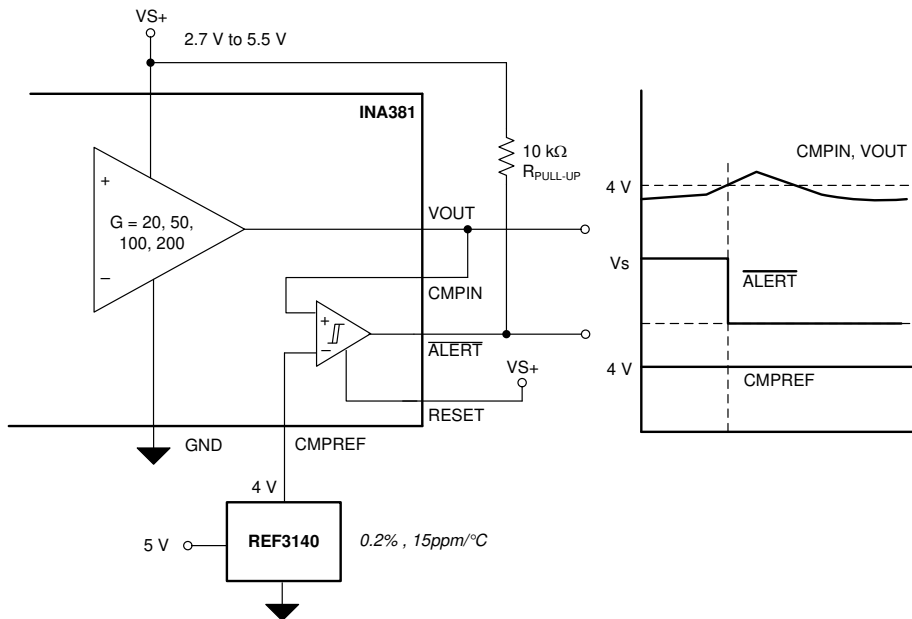 VS+
2.7 V to 5.5 V
INA381
10 kΩ
R_PULL-UP
+
G = 20, 50,
100, 200
−
VOUT
CMPIN
+
−
ALERT
VS+
RESET
GND
CMPREF
4 V
5 V
REF3140
0.2% , 15ppm/°C
CMPIN, VOUT
4 V
Vs
ALERT
4 V
CMPREF